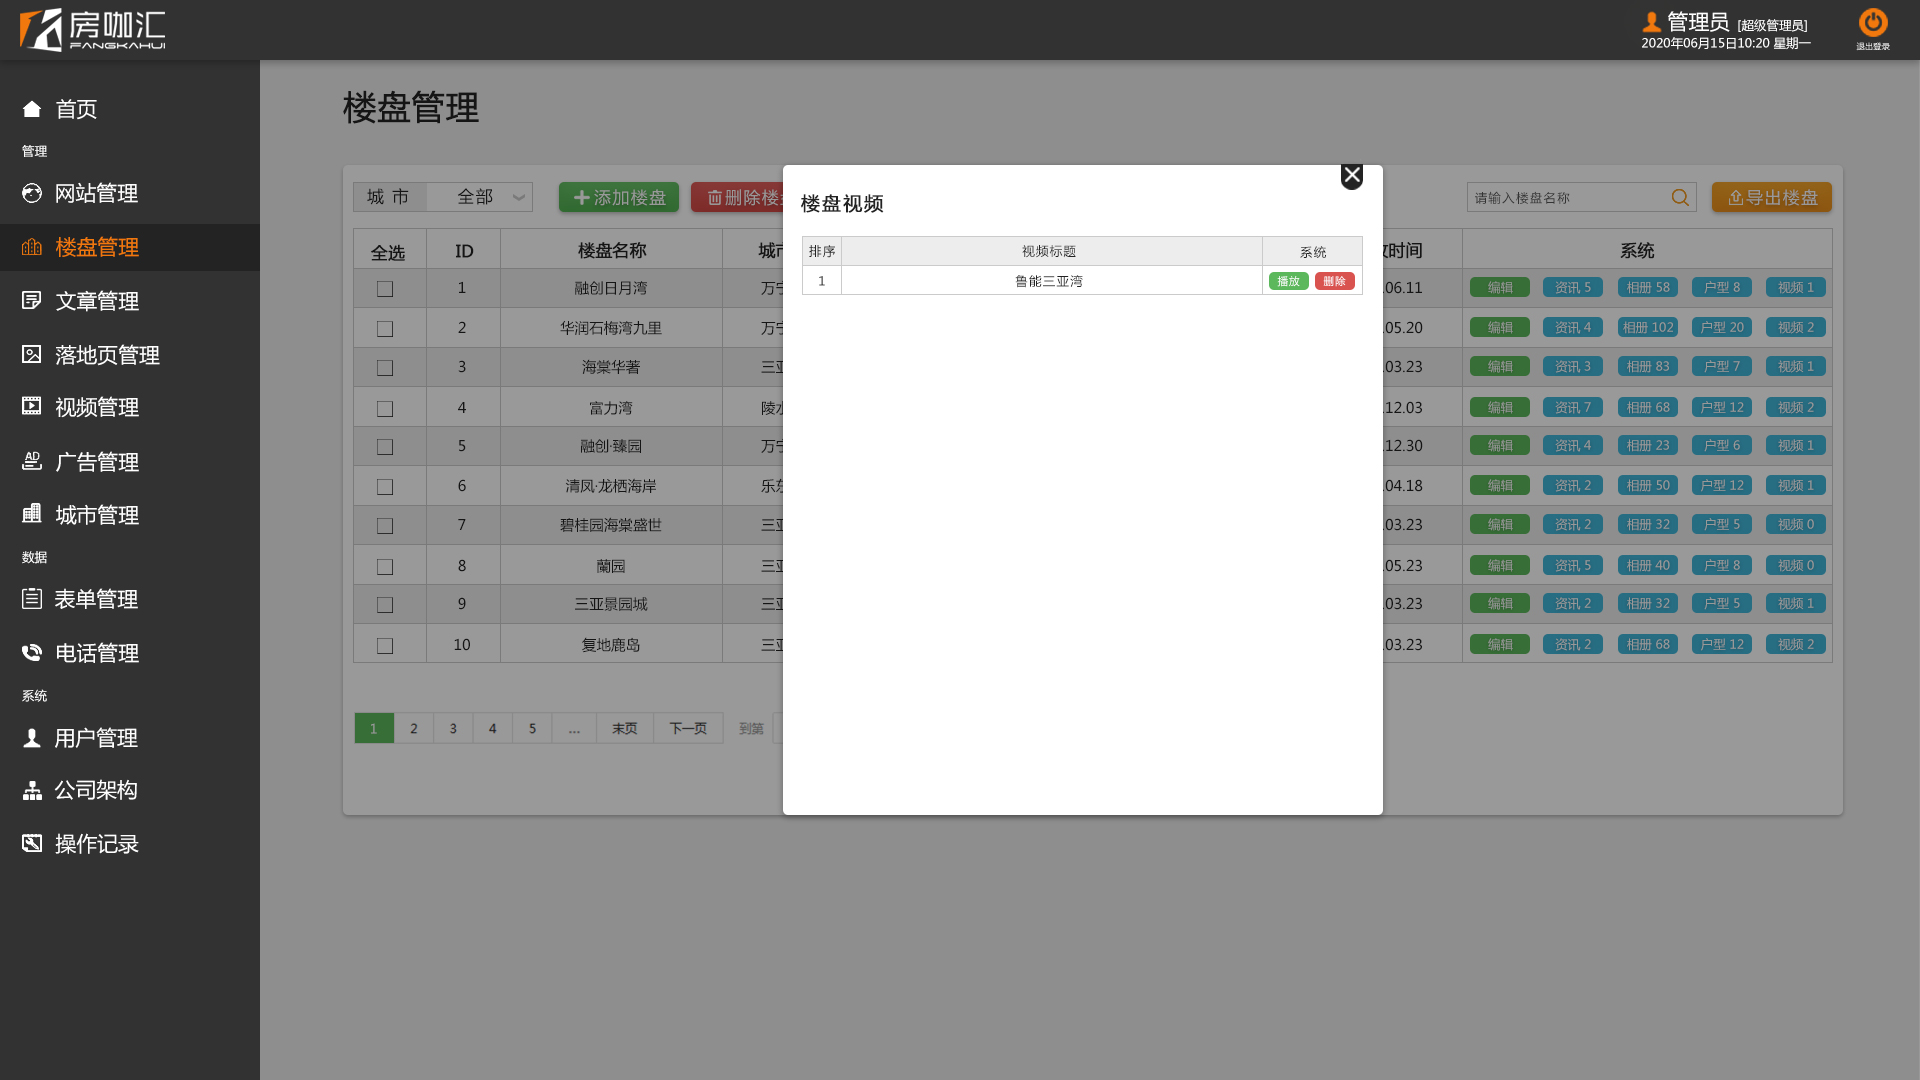 房咖汇
FANGKAHUI
管理员 [超级管理员]
2020年06月15日10:20 星期一
退出登录
首页
管理
网站管理
楼盘管理
文章管理
落地页管理
视频管理
AD 广告管理
城市管理
数据
表单管理
电话管理
系统
用户管理
公司架构
操作记录
楼盘管理
城 市 全部 添加楼盘 删除楼 请输入楼盘名称 导出楼盘
全选 ID 楼盘名称 城 时间 系统
1 融创日月湾 万 .06.11 编辑 资讯 5 相册 58 户型 8 视频 1
2 华润石梅湾九里 万 .05.20 编辑 资讯 4 相册 102 户型 20 视频 2
3 海棠华著 三 .03.23 编辑 资讯 3 相册 83 户型 7 视频 1
4 富力湾 陵 .12.03 编辑 资讯 7 相册 68 户型 12 视频 2
5 融创·臻园 万 .12.30 编辑 资讯 4 相册 23 户型 6 视频 1
6 清凤·龙栖海岸 乐 .04.18 编辑 资讯 2 相册 50 户型 12 视频 1
7 碧桂园海棠盛世 三 .03.23 编辑 资讯 2 相册 32 户型 5 视频 0
8 蘭园 三 .05.23 编辑 资讯 5 相册 40 户型 8 视频 0
9 三亚景园城 三 .03.23 编辑 资讯 2 相册 32 户型 5 视频 1
10 复地鹿岛 三 .03.23 编辑 资讯 2 相册 68 户型 12 视频 2
1 2 3 4 5 ... 末页 下一页 到第
楼盘视频
排序 视频标题 系统
1 鲁能三亚湾 播放 删除